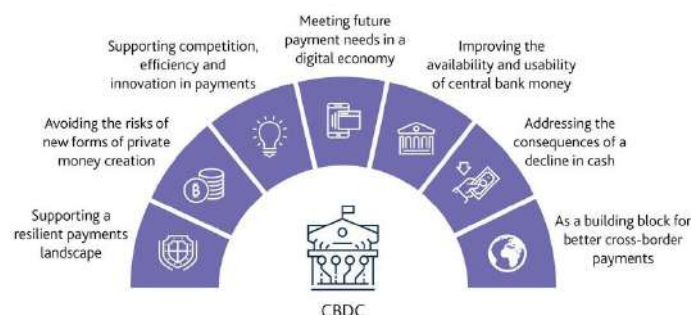 Meeting future
payment needs in a
digital economy
Supporting competition,
efficiency and
innovation in payments
Improving the
availability and usability
of central bank money
Avoiding the risks of
new forms of private
money creation
Addressing the
consequences of a
decline in cash
Supporting a
resilient payments
landscape
As a building block for
better cross-border
payments
CBDC